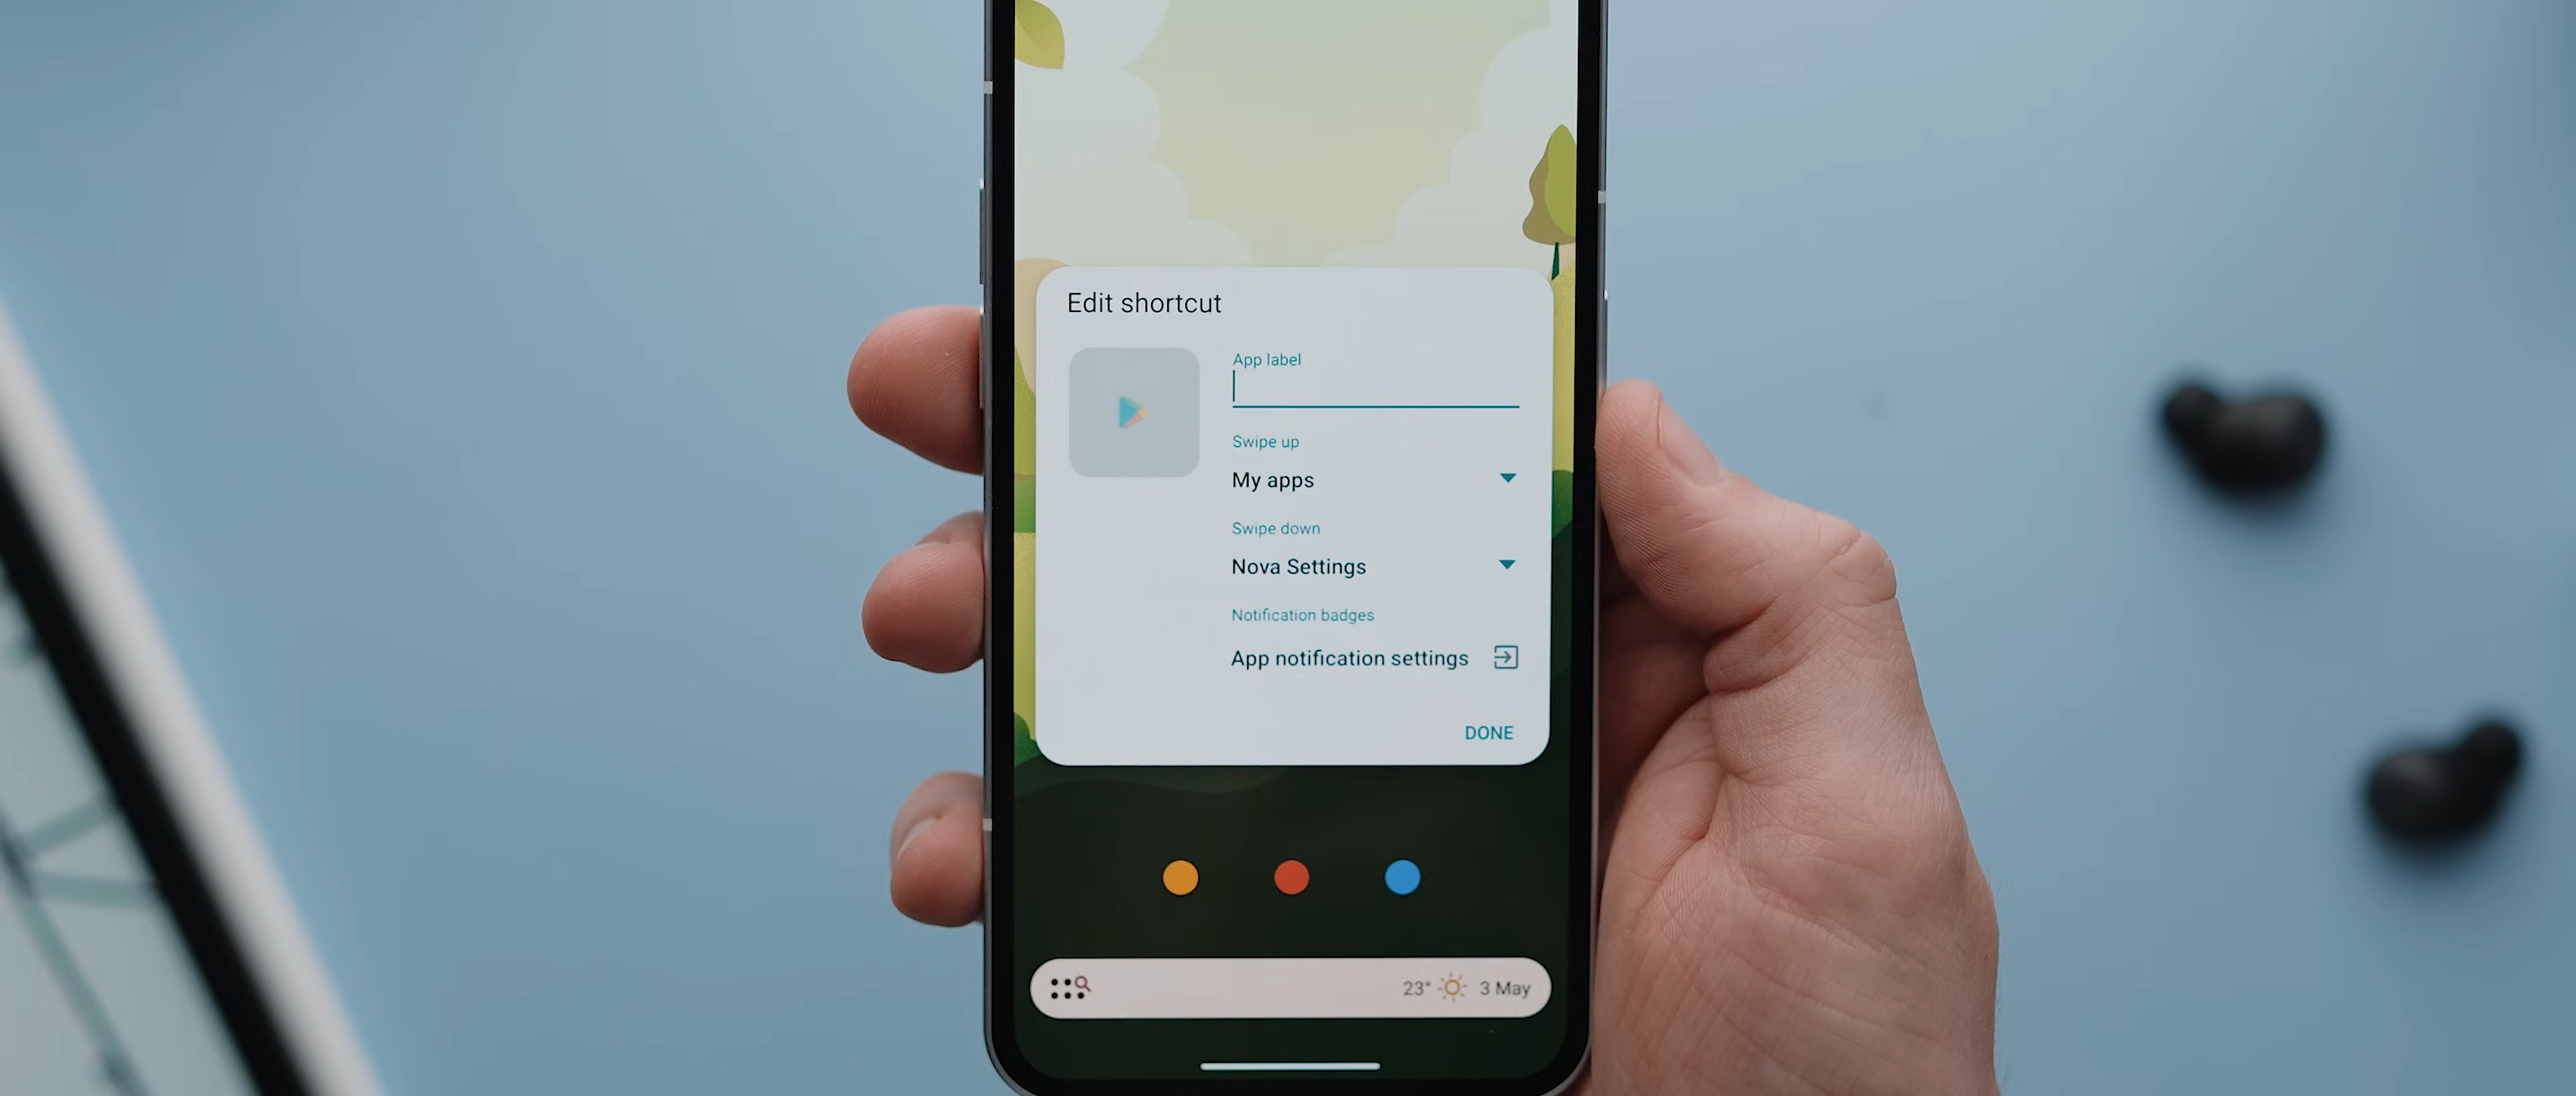 Edit shortcut
App label
Swipe up
My apps
Swipe down
Nova Settings
Notification badges
App notification settings
DONE
23° 3 May